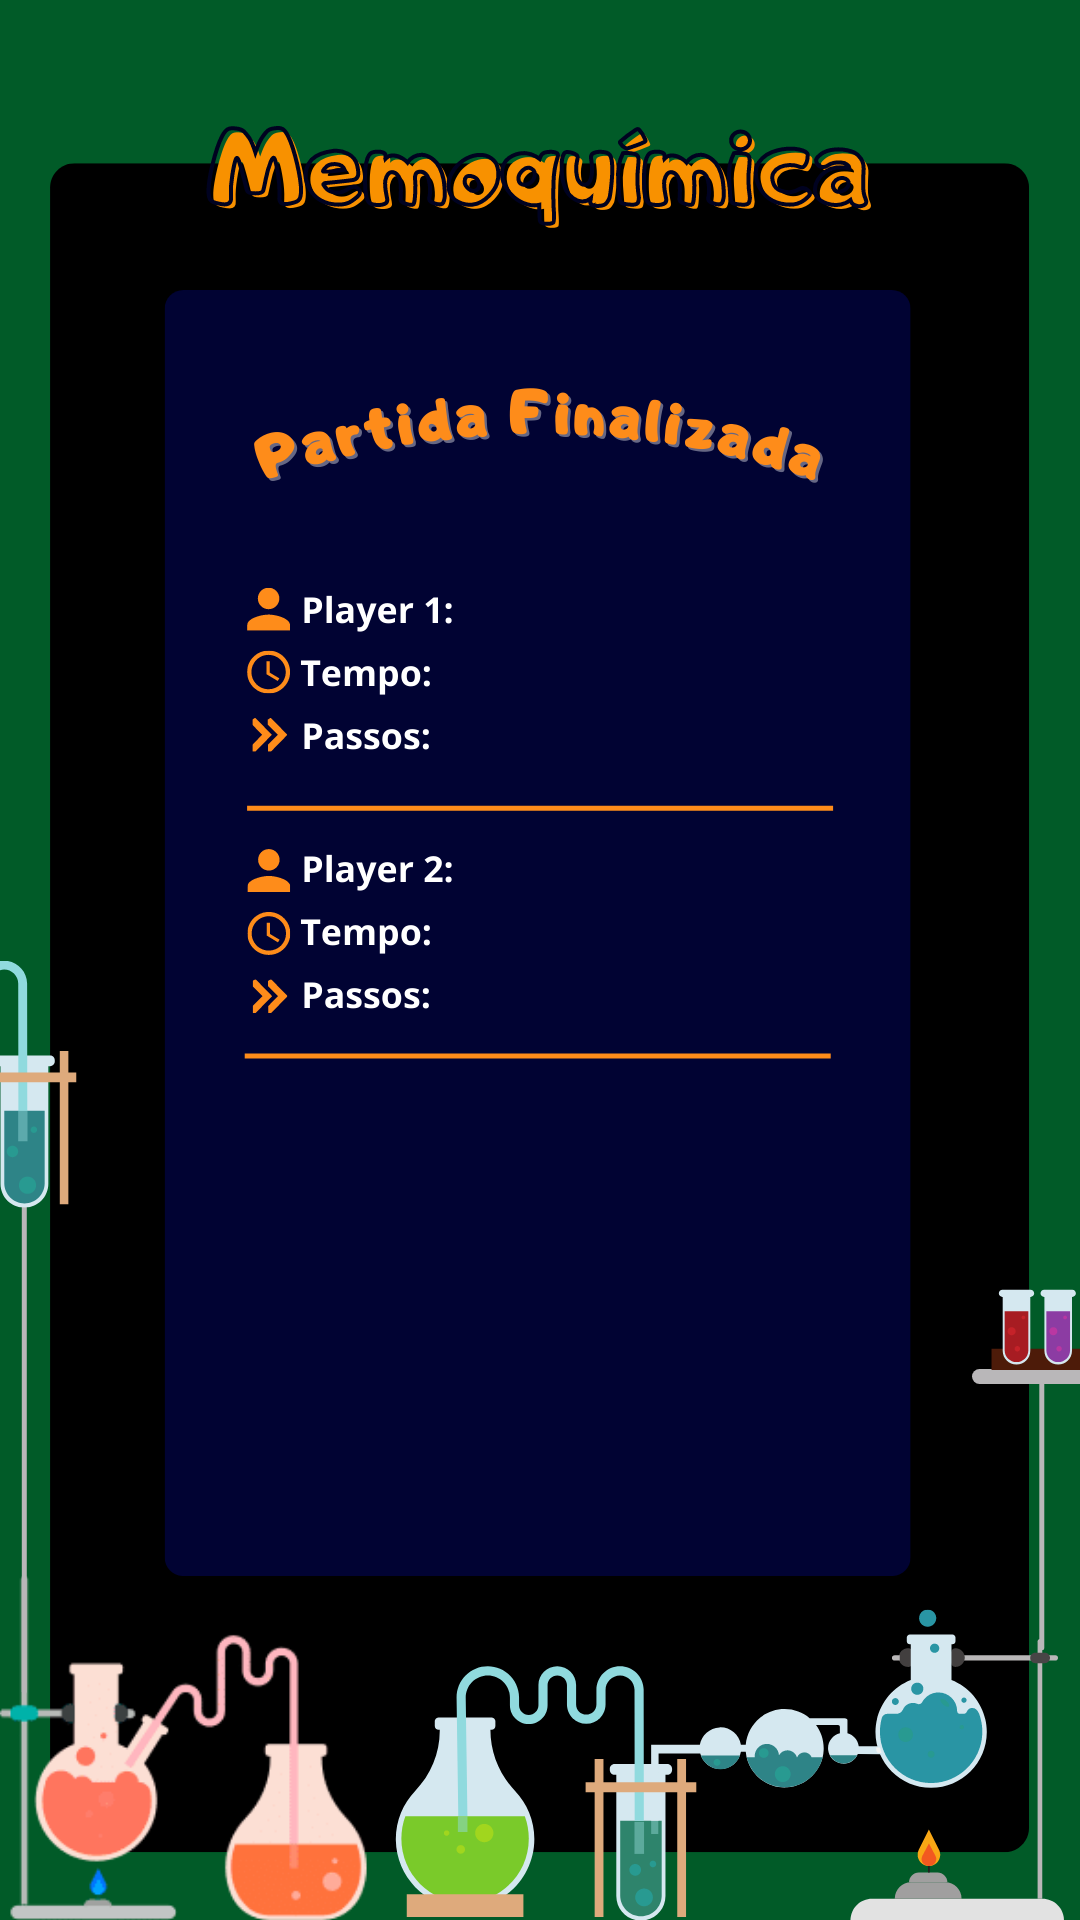 Memoquímica
Partida Finalizada
Player 1:
Tempo:
Passos:
Player 2:
Tempo:
Passos: